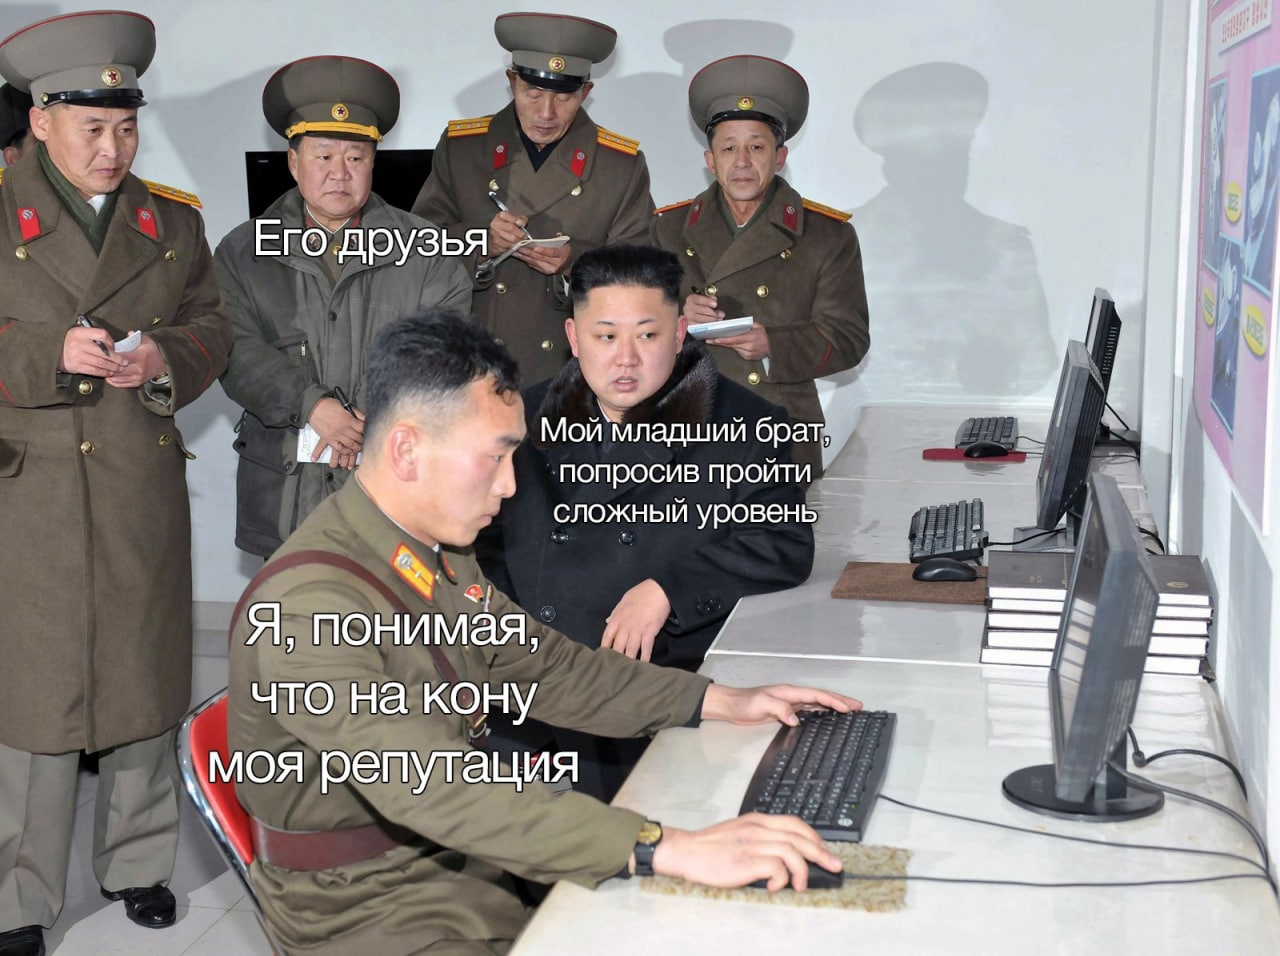 Его друзья
Мой младший брат,
попросив пройти
сложный уровень
Я, понимая,
что на кону
моя репутация